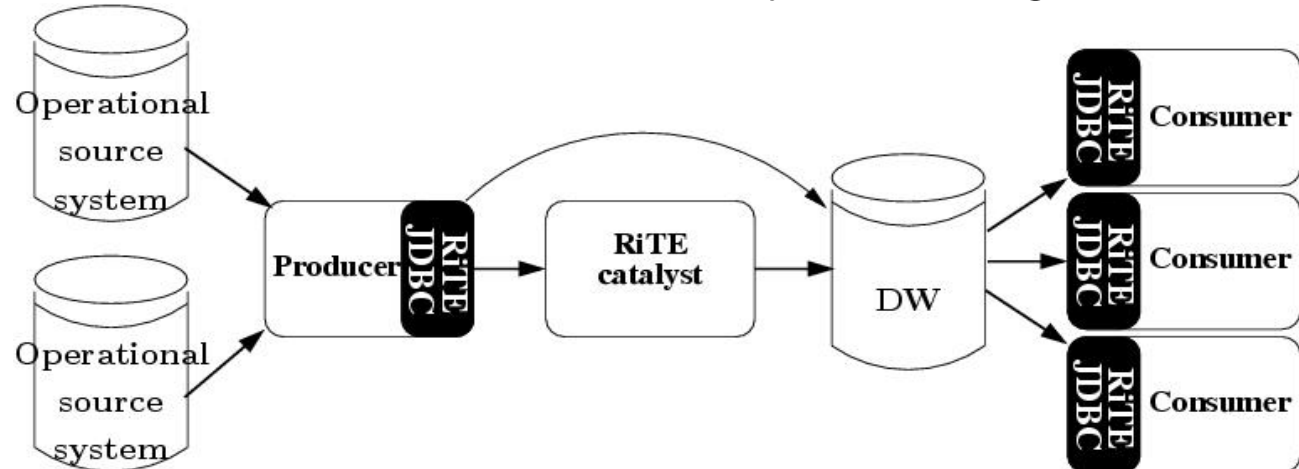 Operational
source
system
Operational
source
system
Producer
RiTE
JDBC
RiTE
catalyst
DW
RiTE
JDBC
Consumer
RiTE
JDBC
Consumer
RiTE
JDBC
Consumer